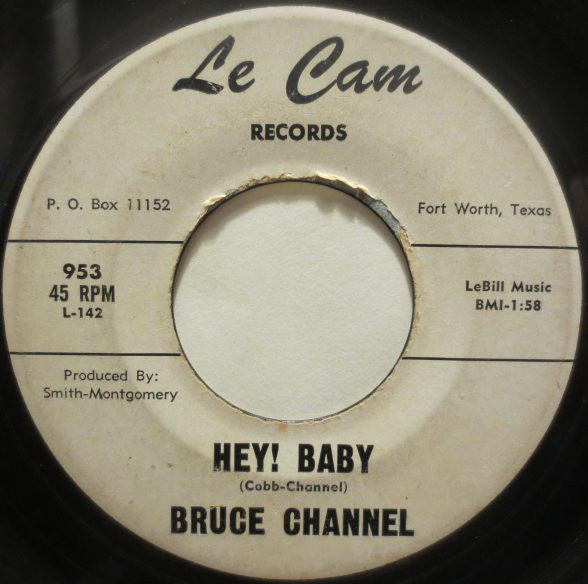 Le Cam
RECORDS
P. O. Box 11152
Fort Worth, Texas
953
45 RPM
L-142
LeBill Music
BMI-1:58
Produced By:
Smith-Montgomery
HEY! BABY
(Cobb-Channel)
BRUCE CHANNEL